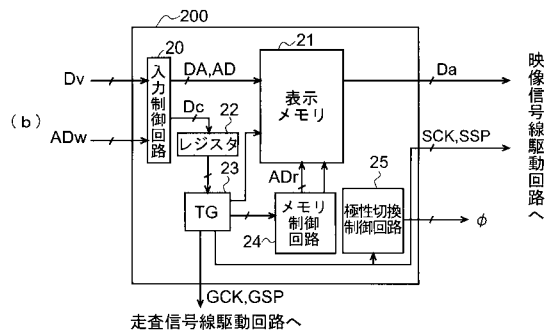 200
20
21
Dv
DA,AD
Da
入力制御回路
表示
メモリ
映像信号線駆動回路へ
(b)
Dc
22
ADw
レジスタ
SCK,SSP
23
ADr
25
TG
メモリ
制御
回路
極性切換
制御回路
φ
24
GCK,GSP
走査信号線駆動回路へ